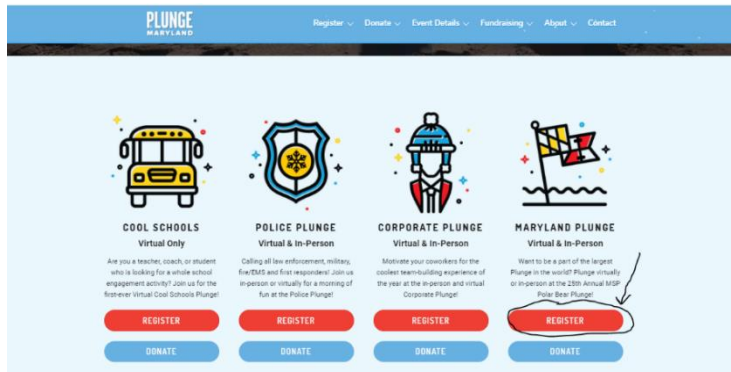 PLUNGE
MARYLAND
Register Donate Event Details Fundraising About Contact
COOL SCHOOLS
Virtual Only
Are you a teacher, coach, or student
who is looking for a whole school
engagement activity? Join us for the
first-ever Virtual Cool Schools Plunge!
REGISTER
DONATE
POLICE PLUNGE
Virtual & In-Person
Calling all law enforcement, military,
fire/EMS and first responders! Join us
in-person or virtually for a morning of
fun at the Police Plunge!
REGISTER
DONATE
CORPORATE PLUNGE
Virtual & In-Person
Motivate your coworkers for the
coolest team-building experience of
the year at the in-person and virtual
Corporate Plunge!
REGISTER
DONATE
MARYLAND PLUNGE
Virtual & In-Person
Want to be a part of the largest
Plunge in the world? Plunge virtually
or in-person at the 25th Annual MSP
Polar Bear Plunge!
REGISTER
DONATE